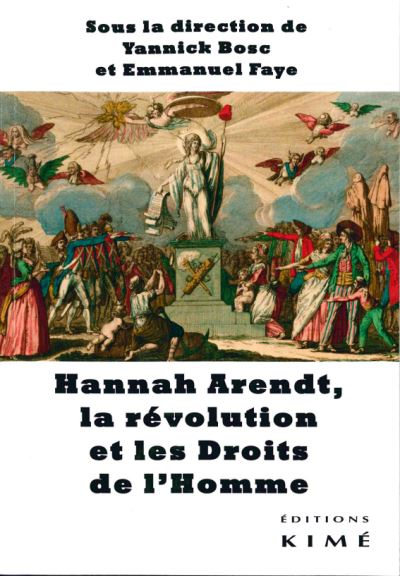 Sous la direction de
Yannick Bosc
et Emmanuel Faye
Hannah Arendt,
la révolution
et les Droits
de l'Homme
ÉDITIONS
KIMÉ